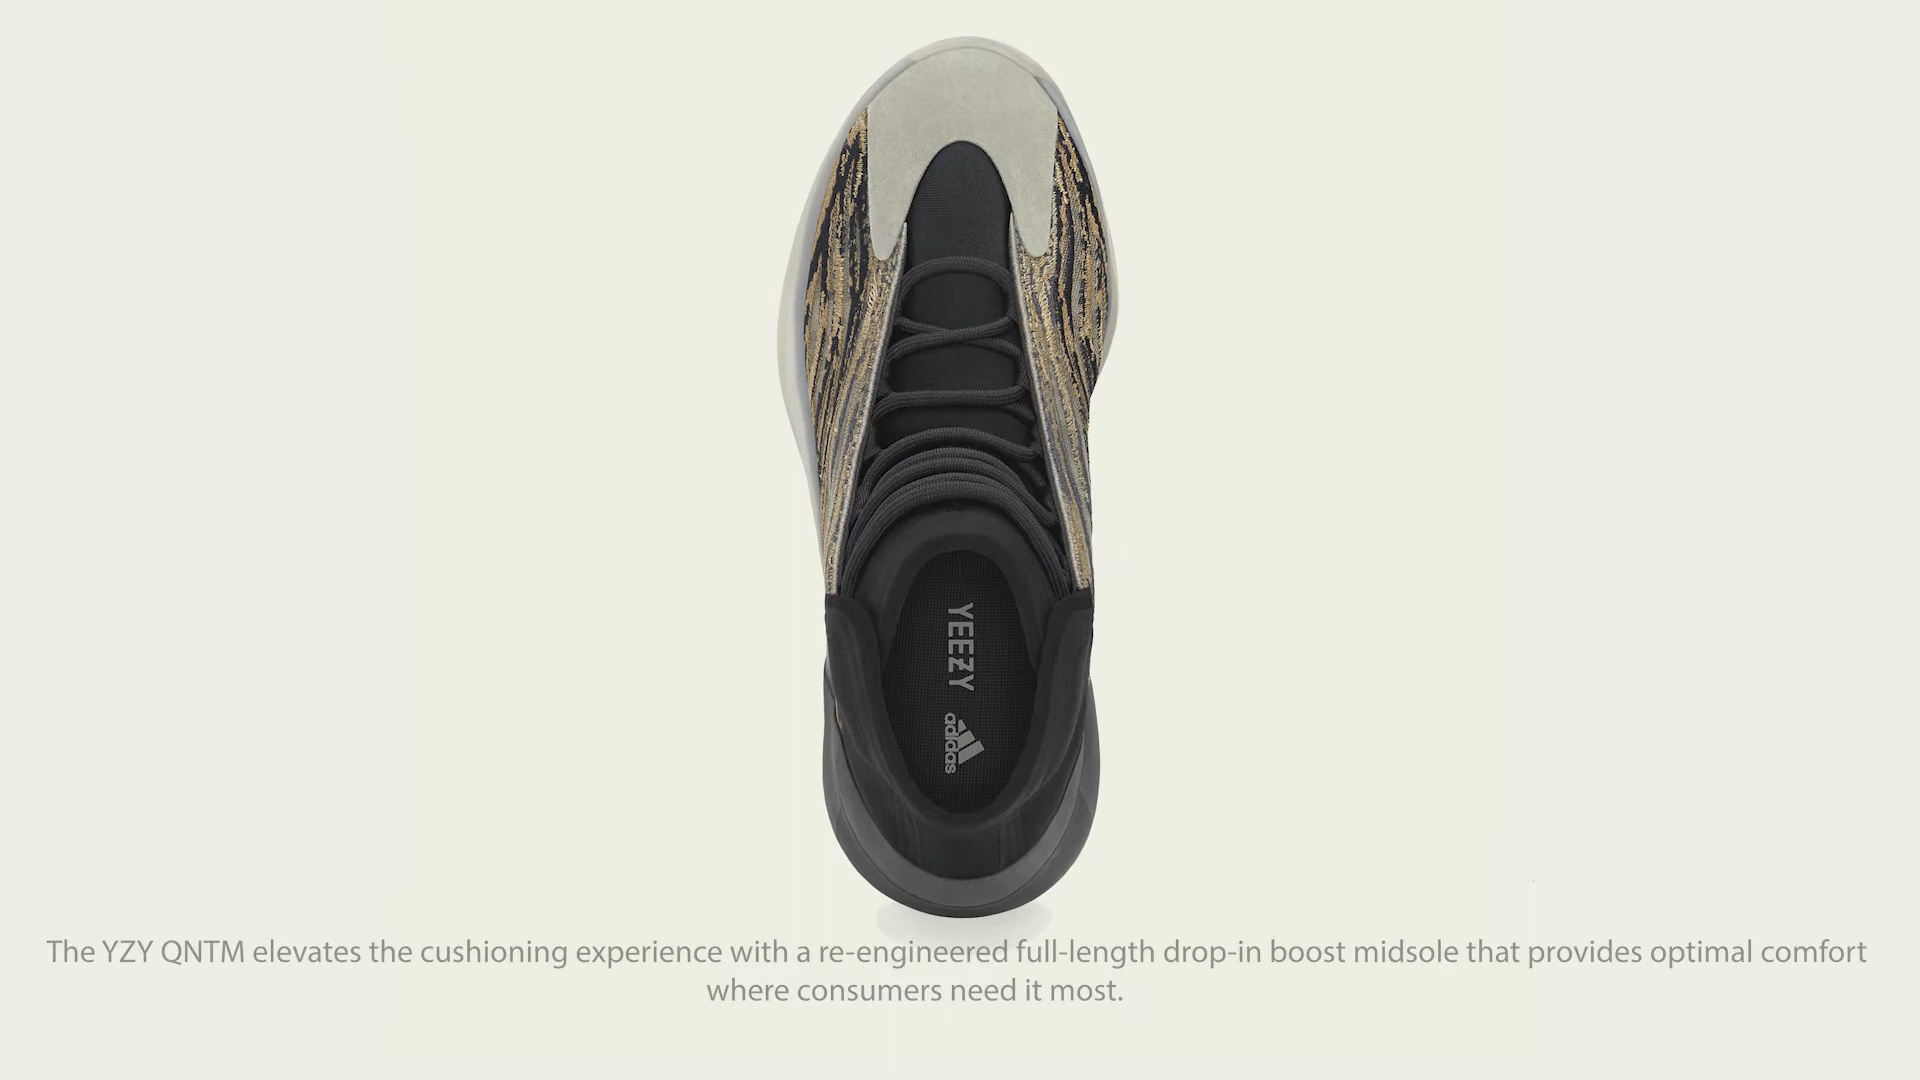 YEEZY
adidas
The YZY QNTM elevates the cushioning experience with a re-engineered full-length drop-in boost midsole that provides optimal comfort
where consumers need it most.